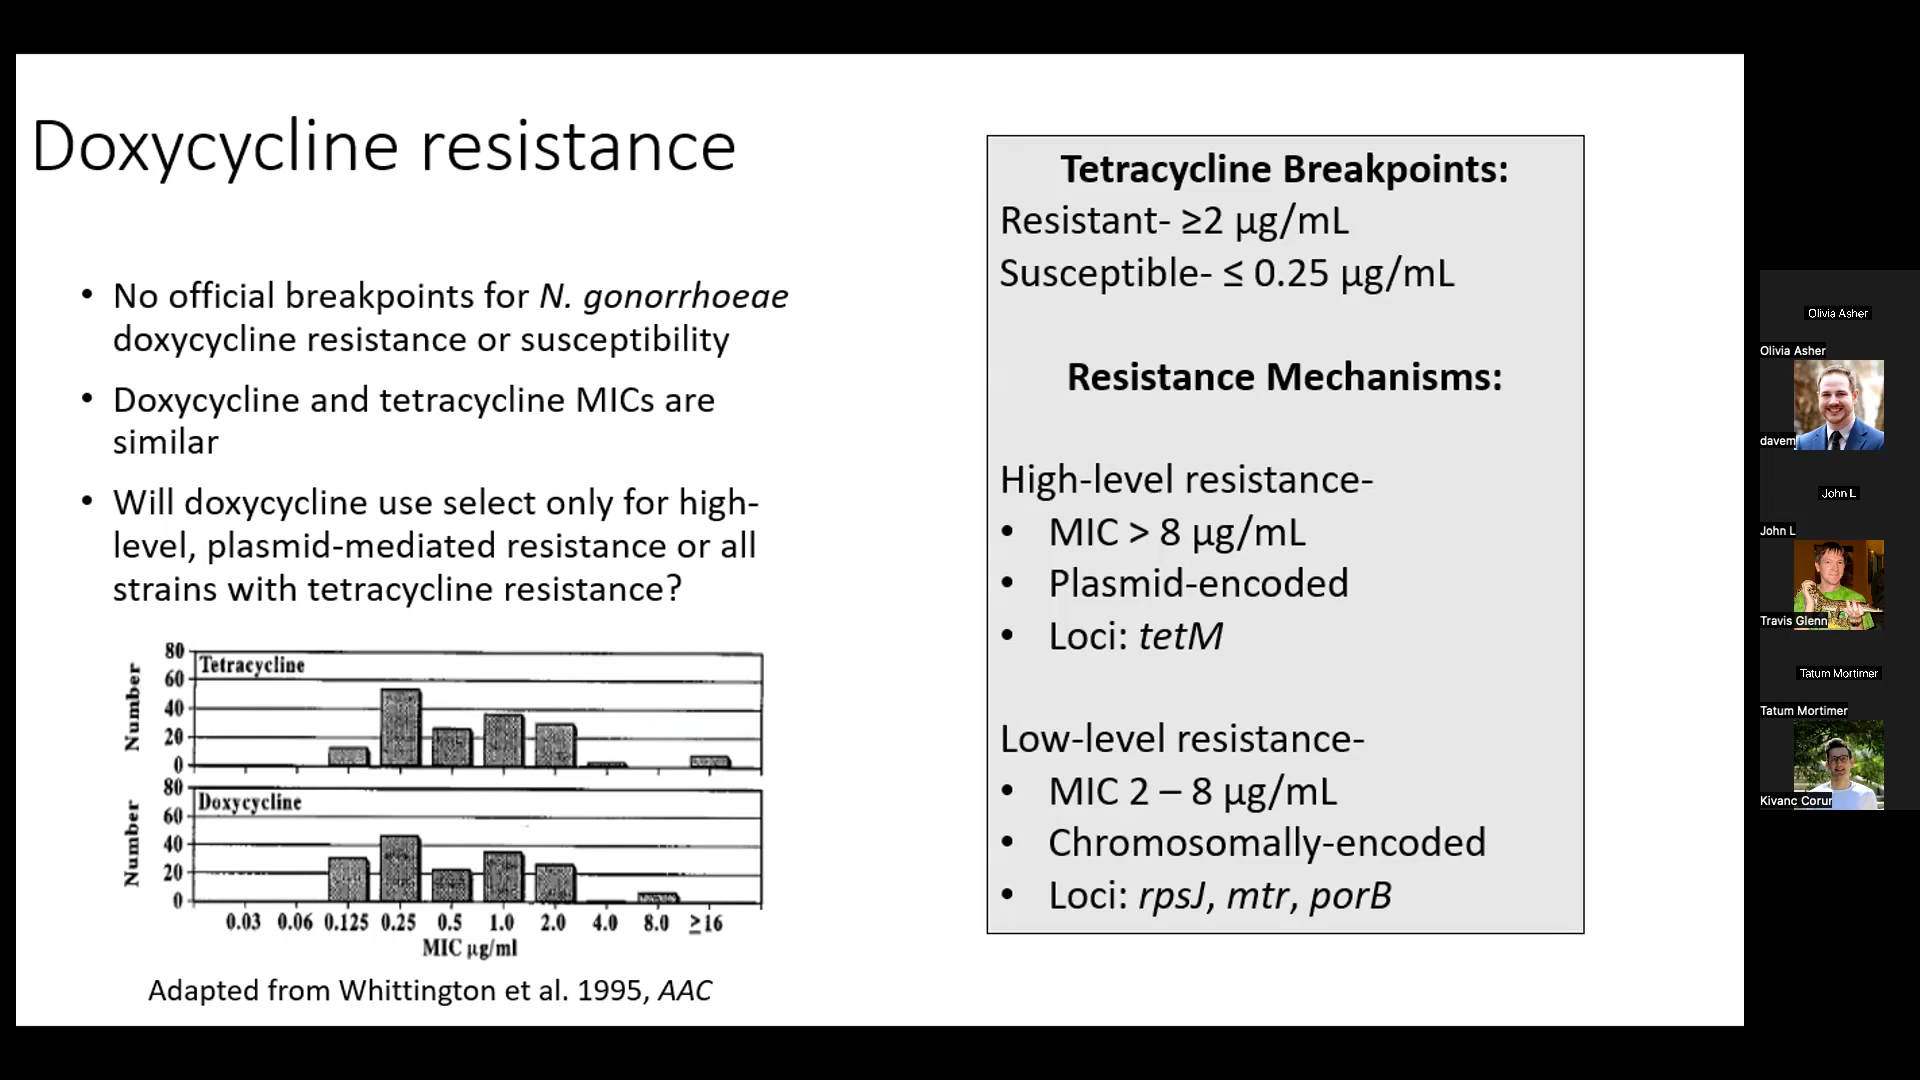 Doxycycline resistance
• No official breakpoints for N. gonorrhoeae
doxycycline resistance or susceptibility
• Doxycycline and tetracycline MICs are
similar
• Will doxycycline use select only for high-
level, plasmid-mediated resistance or all
strains with tetracycline resistance?
Tetracycline
Number
80
60
40
20
0
Doxycycline
Number
80
60
40
20
0
0.03 0.06 0.125 0.25 0.5 1.0 2.0 4.0 8.0 ≥16
MIC µg/ml
Adapted from Whittington et al. 1995, AAC
Tetracycline Breakpoints:
Resistant- ≥2 µg/mL
Susceptible- ≤ 0.25 µg/mL
Resistance Mechanisms:
High-level resistance-
• MIC > 8 µg/mL
• Plasmid-encoded
• Loci: tetM
Low-level resistance-
• MIC 2 – 8 µg/mL
• Chromosomally-encoded
• Loci: rpsJ, mtr, porB
Olivia Asher
Olivia Asher
davem
John L
John L
Travis Glenn
Tatum Mortimer
Tatum Mortimer
Kivanc Corur